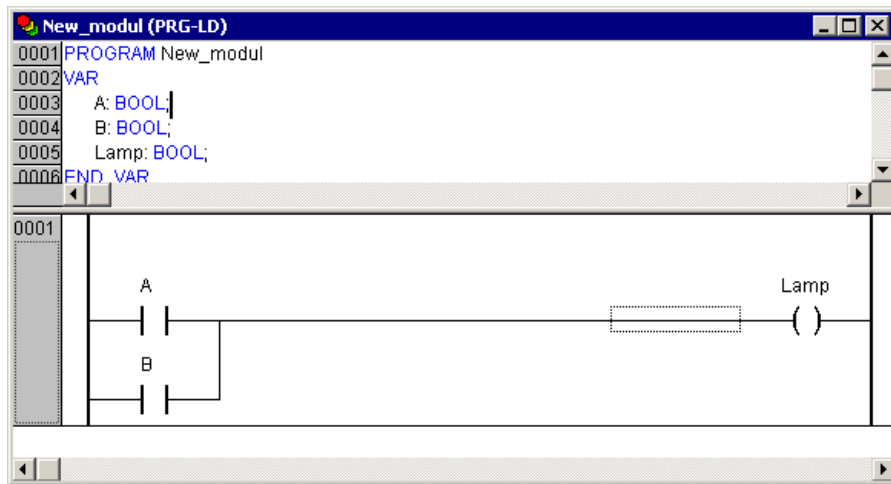 New_modul (PRG-LD)
0001 PROGRAM New_modul
0002 VAR
0003 A: BOOL;
0004 B: BOOL;
0005 Lamp: BOOL;
0006 END_VAR
0001
A
Lamp
B